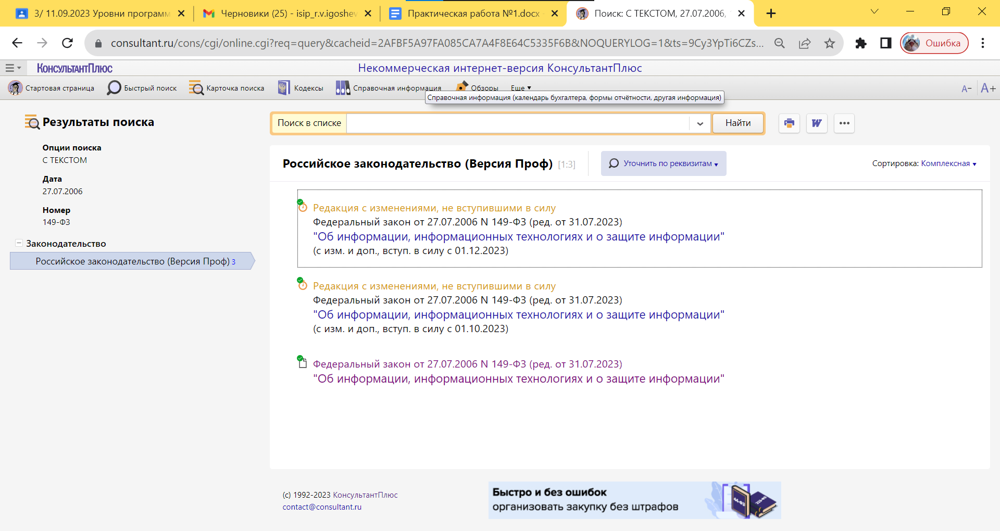 3/ 11.09.2023 Уровни програм
Черновики (25) - isip_r.v.igoshev
Практическая работа №1.docx
Поиск: С ТЕКСТОМ, 27.07.2006,
consultant.ru/cons/cgi/online.cgi?req=query&cacheid=2AFBF5A97FA085CA7A4F8E64C5335F6B&NOQUERYLOG=1&ts=9Cy3YpTi6CZs...
Ошибка
КонсультантПлюс
Некоммерческая интернет-версия КонсультантПлюс
Стартовая страница
Быстрый поиск
Карточка поиска
Кодексы
Справочная информация
Обзоры
Еще
A-
A+
Справочная информация (календарь бухгалтера, формы отчётности, другая информация)
Результаты поиска
Опции поиска
С ТЕКСТОМ
Дата
27.07.2006
Номер
149-ФЗ
Законодательство
Российское законодательство (Версия Проф) 3
Поиск в списке
Найти
W
Российское законодательство (Версия Проф) [1:3]
Уточнить по реквизитам
Сортировка: Комплексная
Редакция с изменениями, не вступившими в силу
Федеральный закон от 27.07.2006 N 149-ФЗ (ред. от 31.07.2023)
"Об информации, информационных технологиях и о защите информации"
(с изм. и доп., вступ. в силу с 01.12.2023)
Редакция с изменениями, не вступившими в силу
Федеральный закон от 27.07.2006 N 149-ФЗ (ред. от 31.07.2023)
"Об информации, информационных технологиях и о защите информации"
(с изм. и доп., вступ. в силу с 01.10.2023)
Федеральный закон от 27.07.2006 N 149-ФЗ (ред. от 31.07.2023)
"Об информации, информационных технологиях и о защите информации"
(c) 1992-2023 КонсультантПлюс
contact@consultant.ru
Быстро и без ошибок
организовать закупку без штрафов
44-ФЗ
223-ФЗ